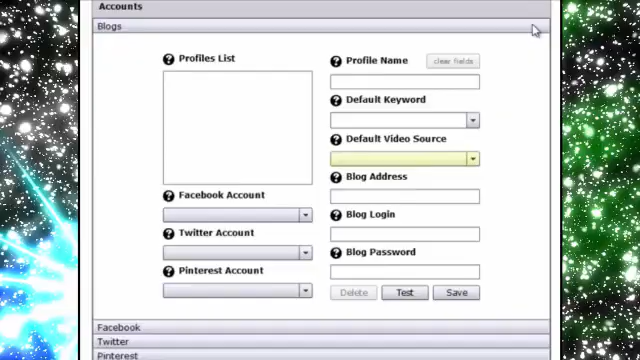 Accounts
Blogs
Profiles List
Profile Name
clear fields
Default Keyword
Default Video Source
Blog Address
Facebook Account
Blog Login
Twitter Account
Blog Password
Pinterest Account
Delete
Test
Save
Facebook
Twitter
Pinterest